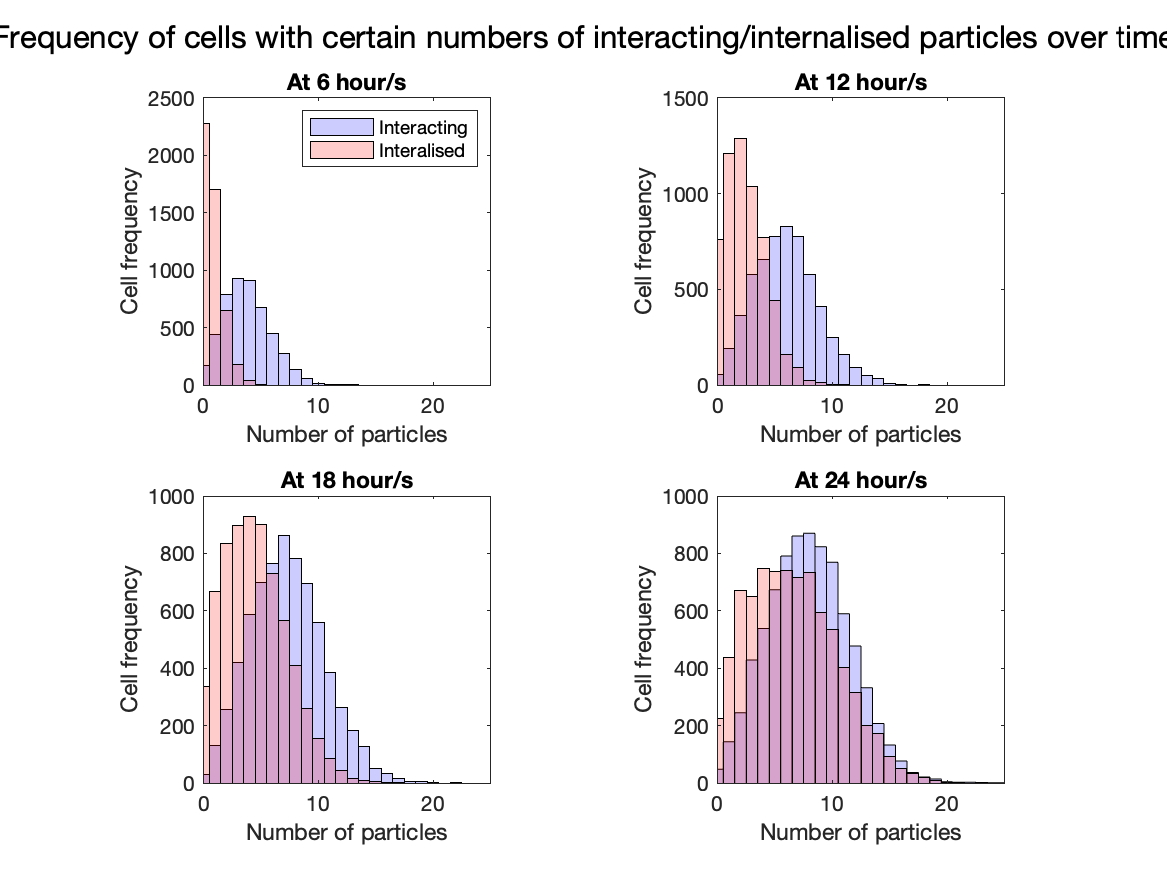 Frequency of cells with certain numbers of interacting/internalised particles over time
At 6 hour/s
2500
2000
1500
1000
500
0
Cell frequency
Interacting
Interalised
0 10 20
Number of particles
At 12 hour/s
1500
1000
500
0
Cell frequency
0 10 20
Number of particles
At 18 hour/s
1000
800
600
400
200
0
Cell frequency
0 10 20
Number of particles
At 24 hour/s
1000
800
600
400
200
0
Cell frequency
0 10 20
Number of particles